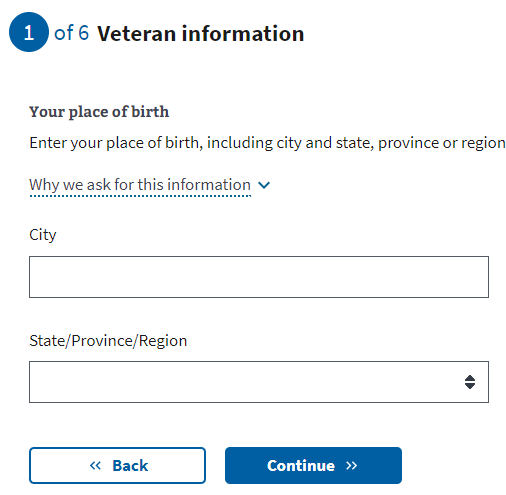 1 of 6 Veteran information
Your place of birth
Enter your place of birth, including city and state, province or region
Why we ask for this information
City
State/Province/Region
« Back
Continue »